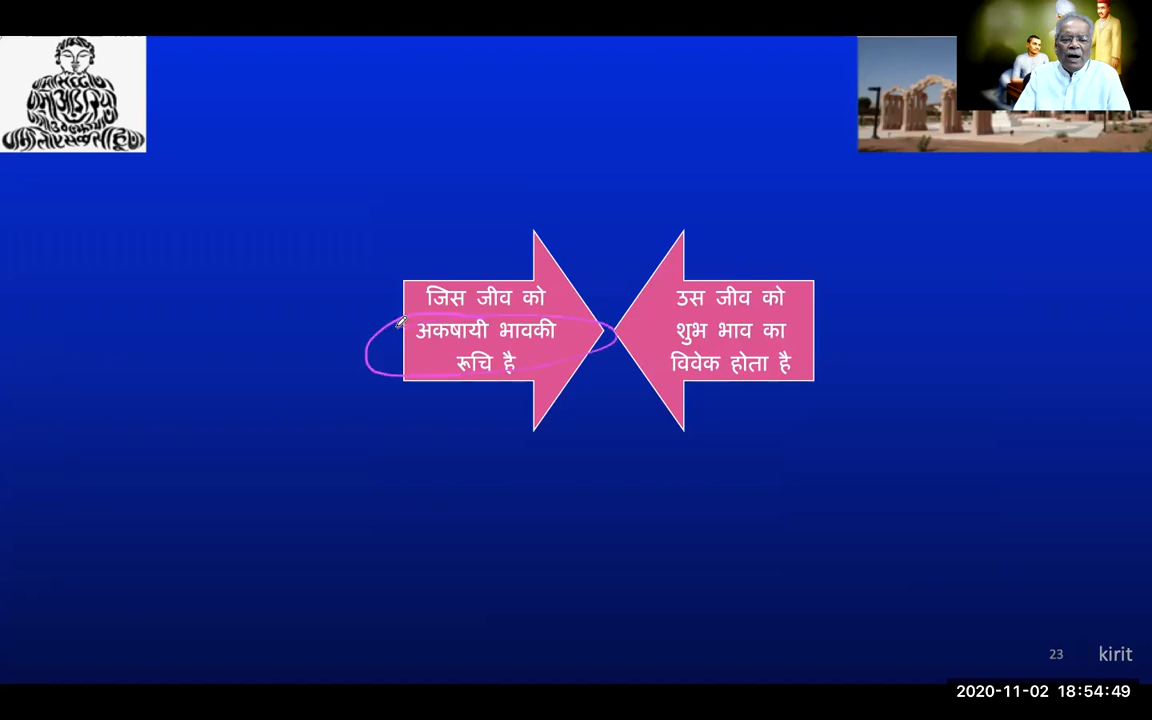 जिस जीव को
अकषायी भावकी
रूचि है
उस जीव को
शुभ भाव का
विवेक होता है
23
kirit
2020-11-02 18:54:49